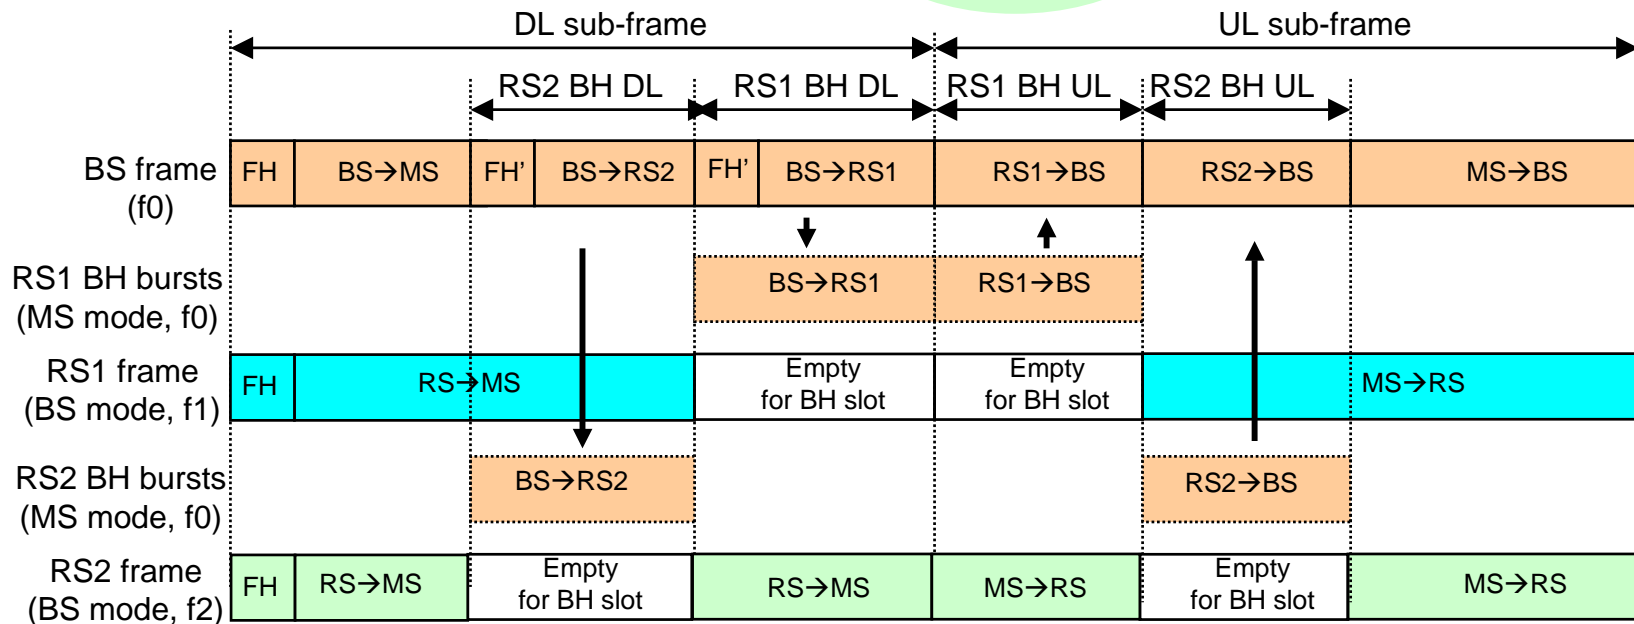 DL sub-frame UL sub-frame
RS2 BH DL RS1 BH DL RS1 BH UL RS2 BH UL
BS frame
(f0)
FH BS→MS FH' BS→RS2 FH' BS→RS1 RS1→BS RS2→BS MS→BS
RS1 BH bursts
(MS mode, f0)
BS→RS1 RS1→BS
RS1 frame
(BS mode, f1)
FH RS→MS
Empty
for BH slot
Empty
for BH slot
MS→RS
RS2 BH bursts
(MS mode, f0)
BS→RS2 RS2→BS
RS2 frame
(BS mode, f2)
FH RS→MS
Empty
for BH slot
RS→MS MS→RS
Empty
for BH slot
MS→RS